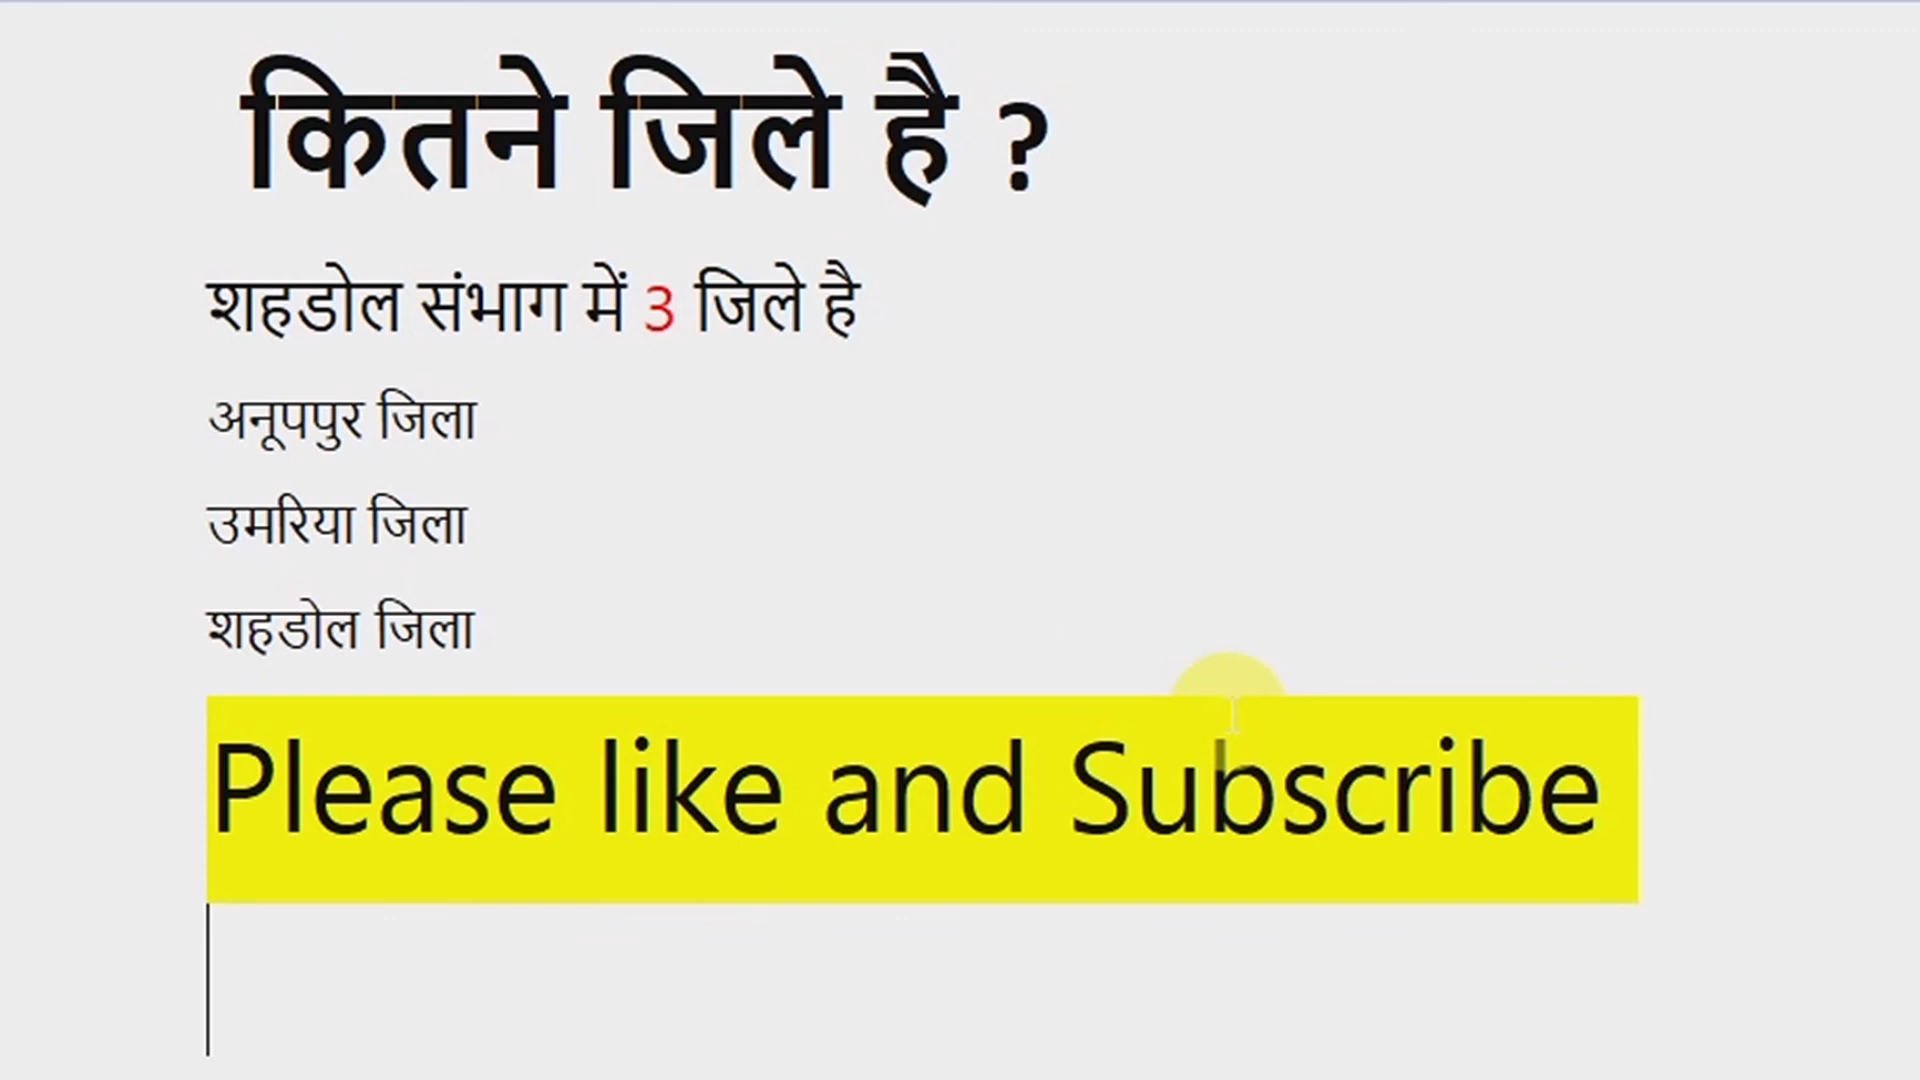 कितने जिले है ?
शहडोल संभाग में 3 जिले है
अनूपपुर जिला
उमरिया जिला
शहडोल जिला
Please like and Subscribe